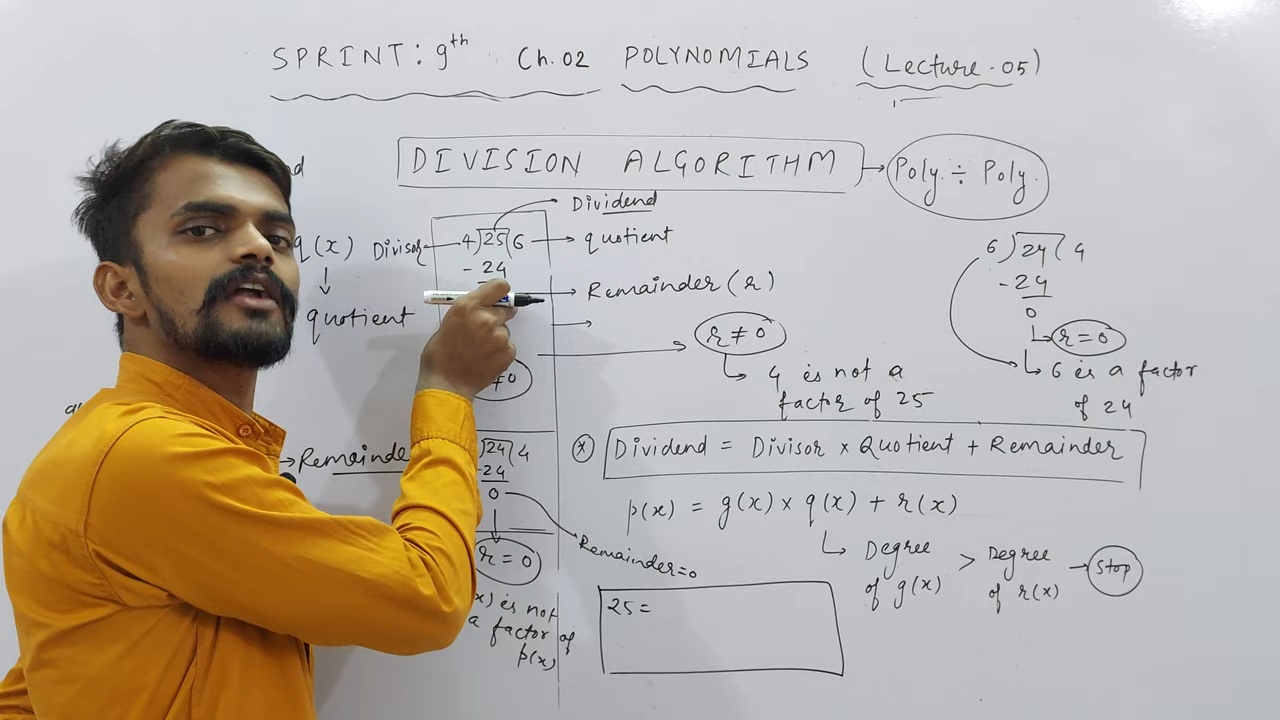 SPRINT: 9th Ch. 02 POLYNOMIALS (Lecture-05)
DIVISION ALGORITHM → Poly. ÷ Poly.
Dividend
q(x) Divisor 4)25(6 → quotient
- 24
↓
quotient
→ Remainder (r)
→
≠0
→ r ≠ 0
4 is not a
factor of 25
6)24(4
- 24
0
r = 0
6 is a factor
of 24
→Remainde
24(4
-24
0
Remainder=0
r = 0
x) is not
a factor of
p(x)
* Dividend = Divisor × Quotient + Remainder
p(x) = g(x) × q(x) + r(x)
Degree of g(x) > Degree of r(x) → Stop
25=